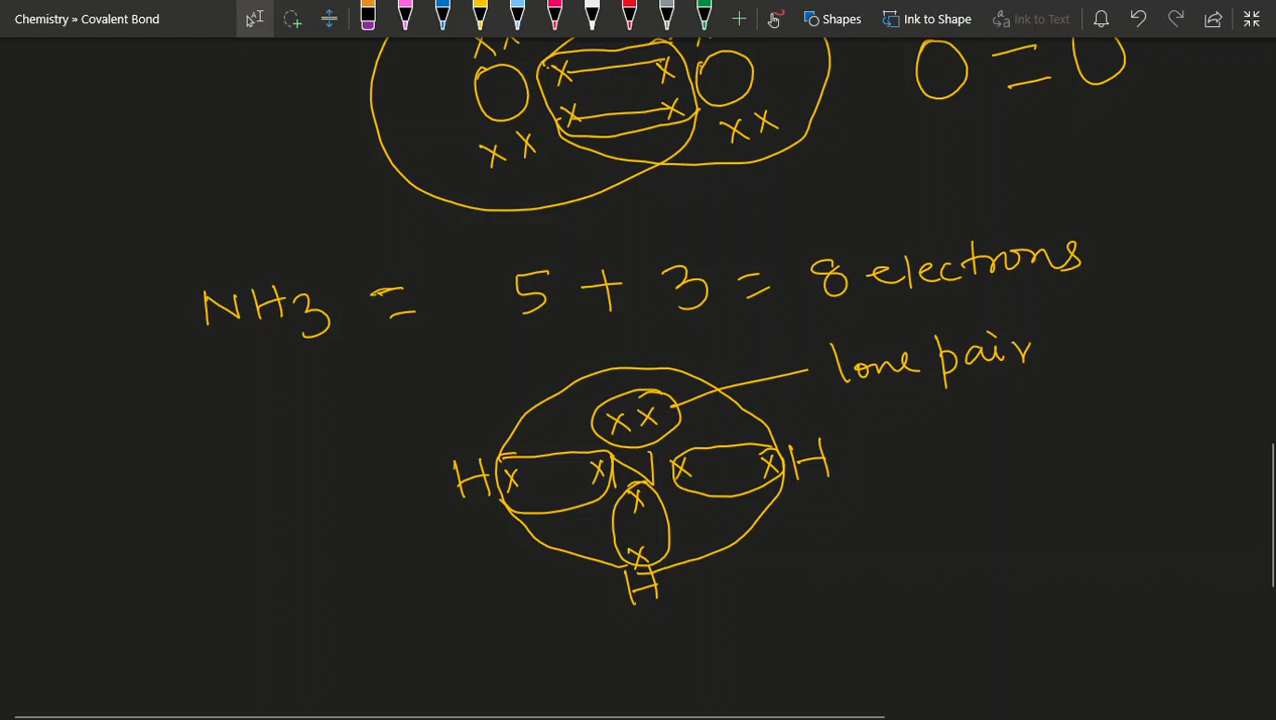 Chemistry » Covalent Bond
Shapes
Ink to Shape
Ink to Text
x x
O x x O O = O
x x
x x x x
NH3 = 5 + 3 = 8 electrons
lone pair
x x
H x x N x x H
x
x
H